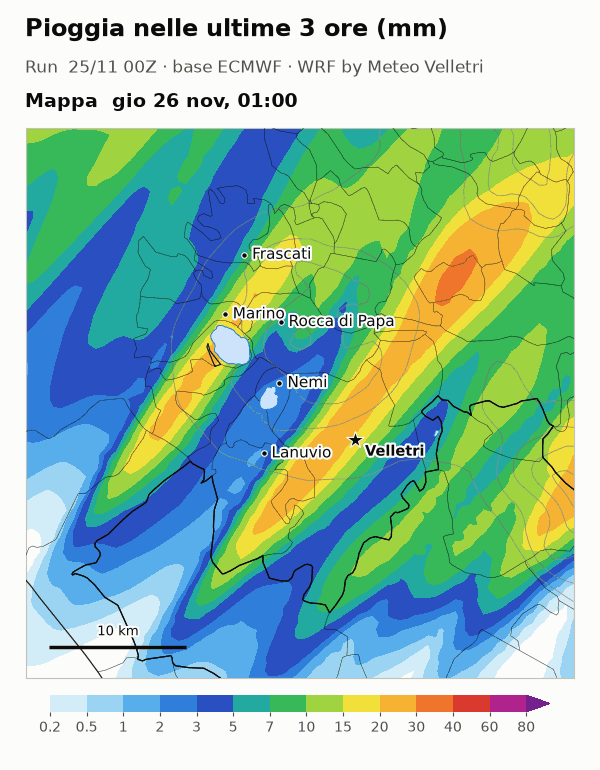 Pioggia nelle ultime 3 ore (mm)
Run  25/11 00Z · base ECMWF · WRF by Meteo Velletri
Mappa  gio 26 nov, 01:00
Frascati
Marino
Rocca di Papa
Nemi
Velletri
Lanuvio
10 km
0.2 0.5 1 2 3 5 7 10 15 20 30 40 60 80